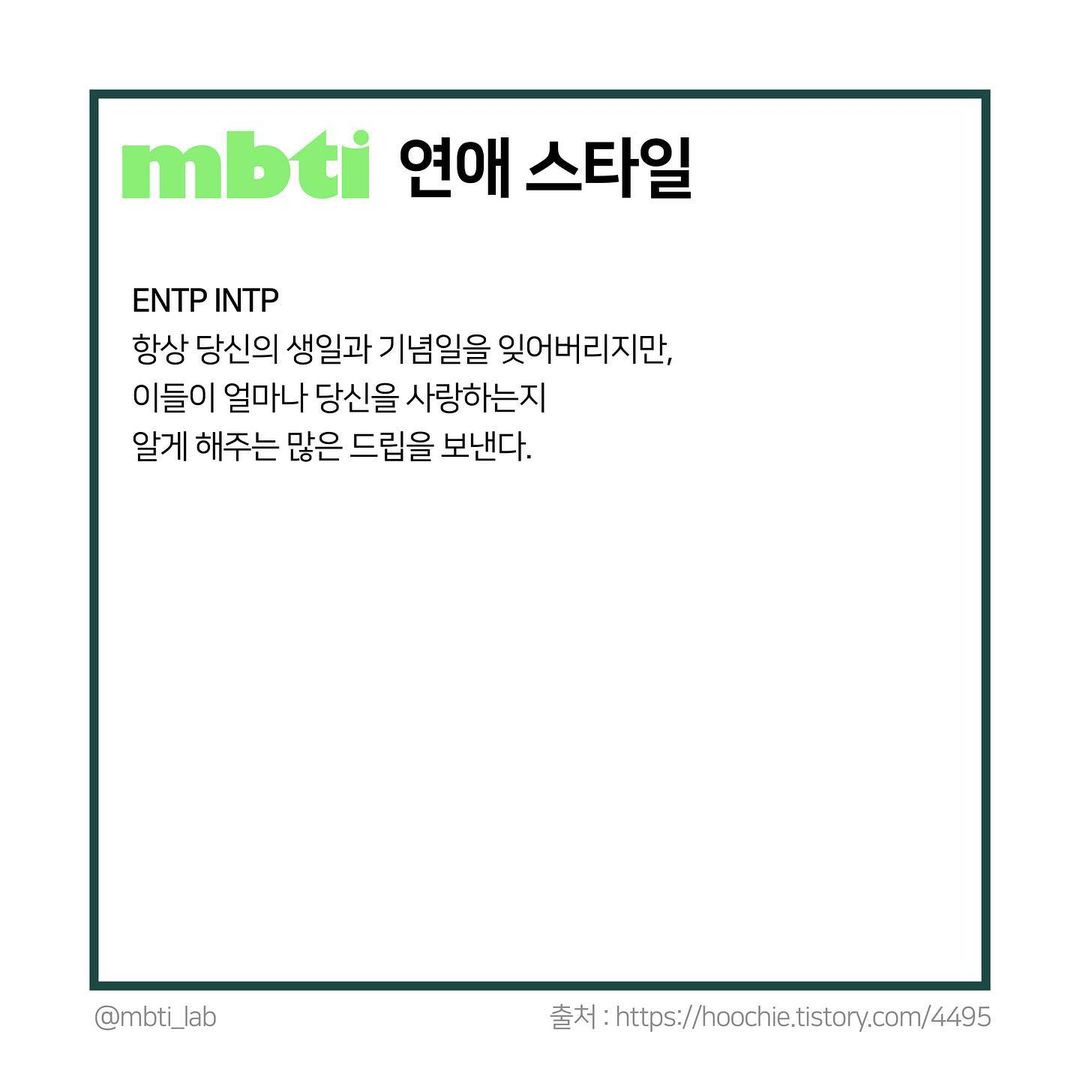 mbti 연애 스타일
ENTP INTP
항상 당신의 생일과 기념일을 잊어버리지만,
이들이 얼마나 당신을 사랑하는지
알게 해주는 많은 드립을 보낸다.
@mbti_lab
출처 : https://hoochie.tistory.com/4495